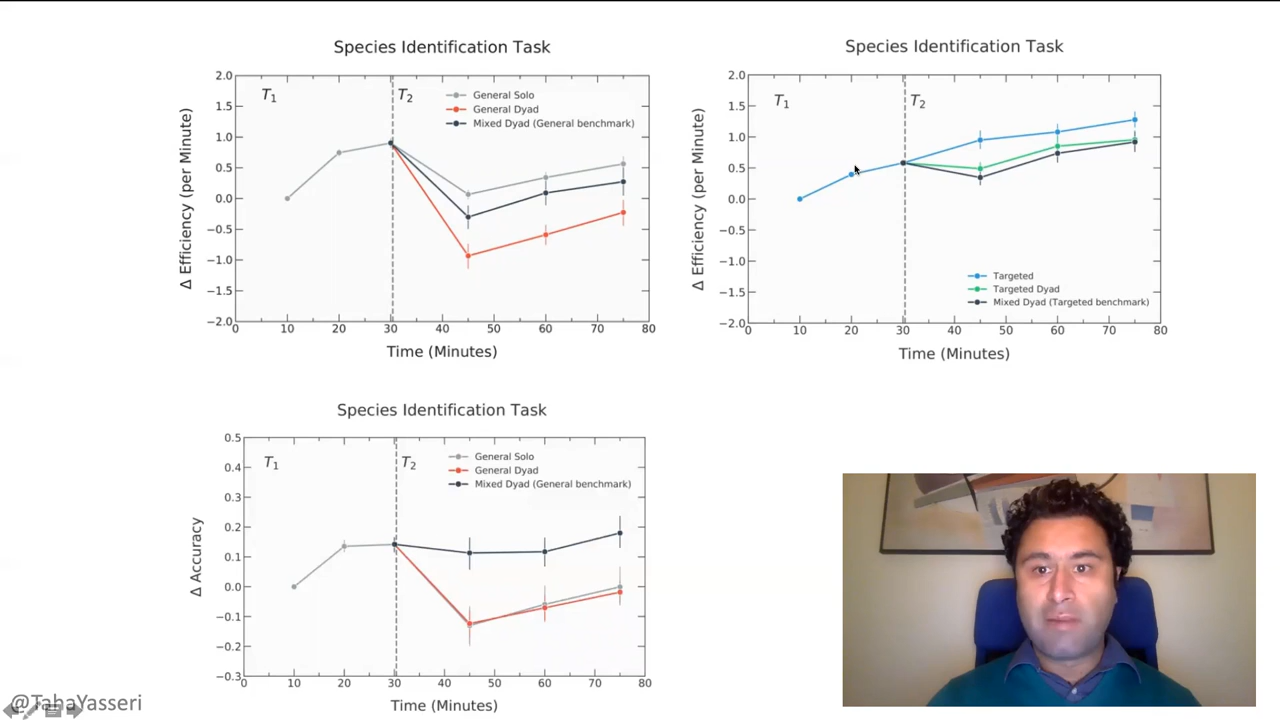 Species Identification Task
Δ Efficiency (per Minute)
2.0
1.5
1.0
0.5
0.0
−0.5
−1.0
−1.5
−2.0
T1
T2
General Solo
General Dyad
Mixed Dyad (General benchmark)
0 10 20 30 40 50 60 70 80
Time (Minutes)
Species Identification Task
Δ Efficiency (per Minute)
2.0
1.5
1.0
0.5
0.0
−0.5
−1.0
−1.5
−2.0
T1
T2
Targeted
Targeted Dyad
Mixed Dyad (Targeted benchmark)
0 10 20 30 40 50 60 70 80
Time (Minutes)
Species Identification Task
Δ Accuracy
0.5
0.4
0.3
0.2
0.1
0.0
−0.1
−0.2
−0.3
T1
T2
General Solo
General Dyad
Mixed Dyad (General benchmark)
0 10 20 30 40 50 60 70 80
Time (Minutes)
@TahaYasseri